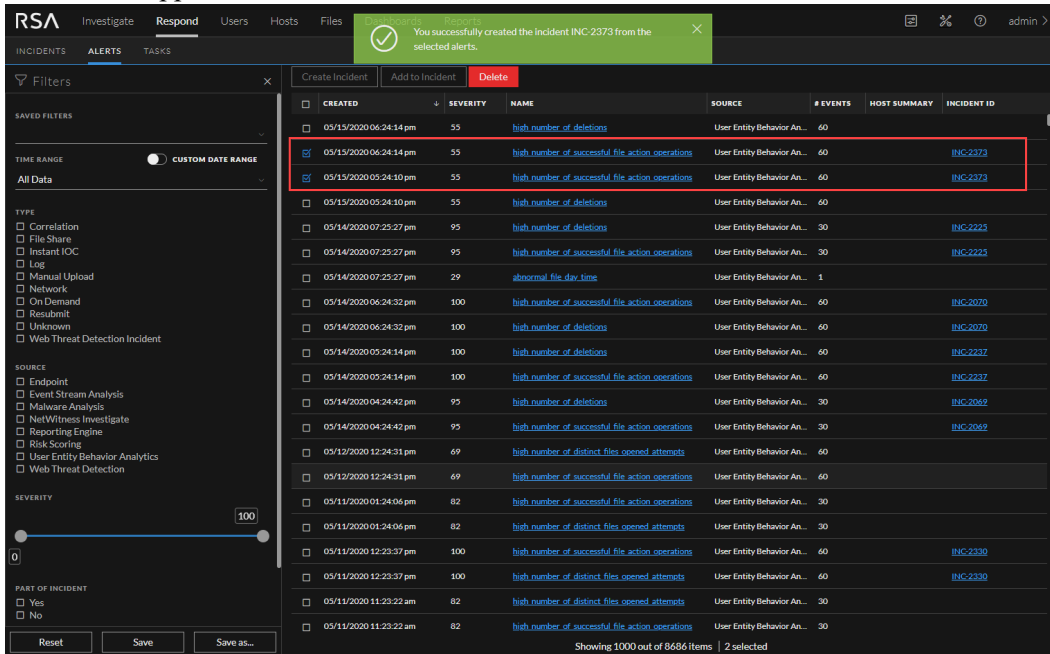 RSA Investigate Respond Users Hosts Files Dashboards Reports admin
You successfully created the incident INC-2373 from the
selected alerts.
INCIDENTS ALERTS TASKS
Filters
Create Incident Add to Incident Delete
CREATED SEVERITY NAME SOURCE # EVENTS HOST SUMMARY INCIDENT ID
05/15/2020 06:24:14 pm 55 high number of deletions User Entity Behavior An... 60
05/15/2020 06:24:14 pm 55 high number of successful file action operations User Entity Behavior An... 60 INC-2373
05/15/2020 05:24:10 pm 55 high number of successful file action operations User Entity Behavior An... 60 INC-2373
05/15/2020 05:24:10 pm 55 high number of deletions User Entity Behavior An... 60
05/14/2020 07:25:27 pm 95 high number of deletions User Entity Behavior An... 30 INC-2225
05/14/2020 07:25:27 pm 95 high number of successful file action operations User Entity Behavior An... 30 INC-2225
05/14/2020 07:25:27 pm 29 abnormal file day time User Entity Behavior An... 1
05/14/2020 06:24:32 pm 100 high number of successful file action operations User Entity Behavior An... 60 INC-2070
05/14/2020 06:24:32 pm 100 high number of deletions User Entity Behavior An... 60 INC-2070
05/14/2020 05:24:14 pm 100 high number of deletions User Entity Behavior An... 60 INC-2237
05/14/2020 05:24:14 pm 100 high number of successful file action operations User Entity Behavior An... 60 INC-2237
05/14/2020 04:24:42 pm 95 high number of deletions User Entity Behavior An... 30 INC-2069
05/14/2020 04:24:42 pm 95 high number of successful file action operations User Entity Behavior An... 30 INC-2069
05/12/2020 12:24:31 pm 69 high number of distinct files opened attempts User Entity Behavior An... 60
05/12/2020 12:24:31 pm 69 high number of successful file action operations User Entity Behavior An... 60
05/11/2020 01:24:06 pm 82 high number of successful file action operations User Entity Behavior An... 30
05/11/2020 01:24:06 pm 82 high number of distinct files opened attempts User Entity Behavior An... 30
05/11/2020 12:23:37 pm 100 high number of successful file action operations User Entity Behavior An... 60 INC-2330
05/11/2020 12:23:37 pm 100 high number of distinct files opened attempts User Entity Behavior An... 60 INC-2330
05/11/2020 11:23:22 am 82 high number of distinct files opened attempts User Entity Behavior An... 30
05/11/2020 11:23:22 am 82 high number of successful file action operations User Entity Behavior An... 30
Showing 1000 out of 8686 items | 2 selected
SAVED FILTERS
TIME RANGE CUSTOM DATE RANGE
All Data
TYPE
Correlation
File Share
Instant IOC
Log
Manual Upload
Network
On Demand
Resubmit
Unknown
Web Threat Detection Incident
SOURCE
Endpoint
Event Stream Analysis
Malware Analysis
NetWitness Investigate
Reporting Engine
Risk Scoring
User Entity Behavior Analytics
Web Threat Detection
SEVERITY
100
0
PART OF INCIDENT
Yes
No
Reset Save Save as...